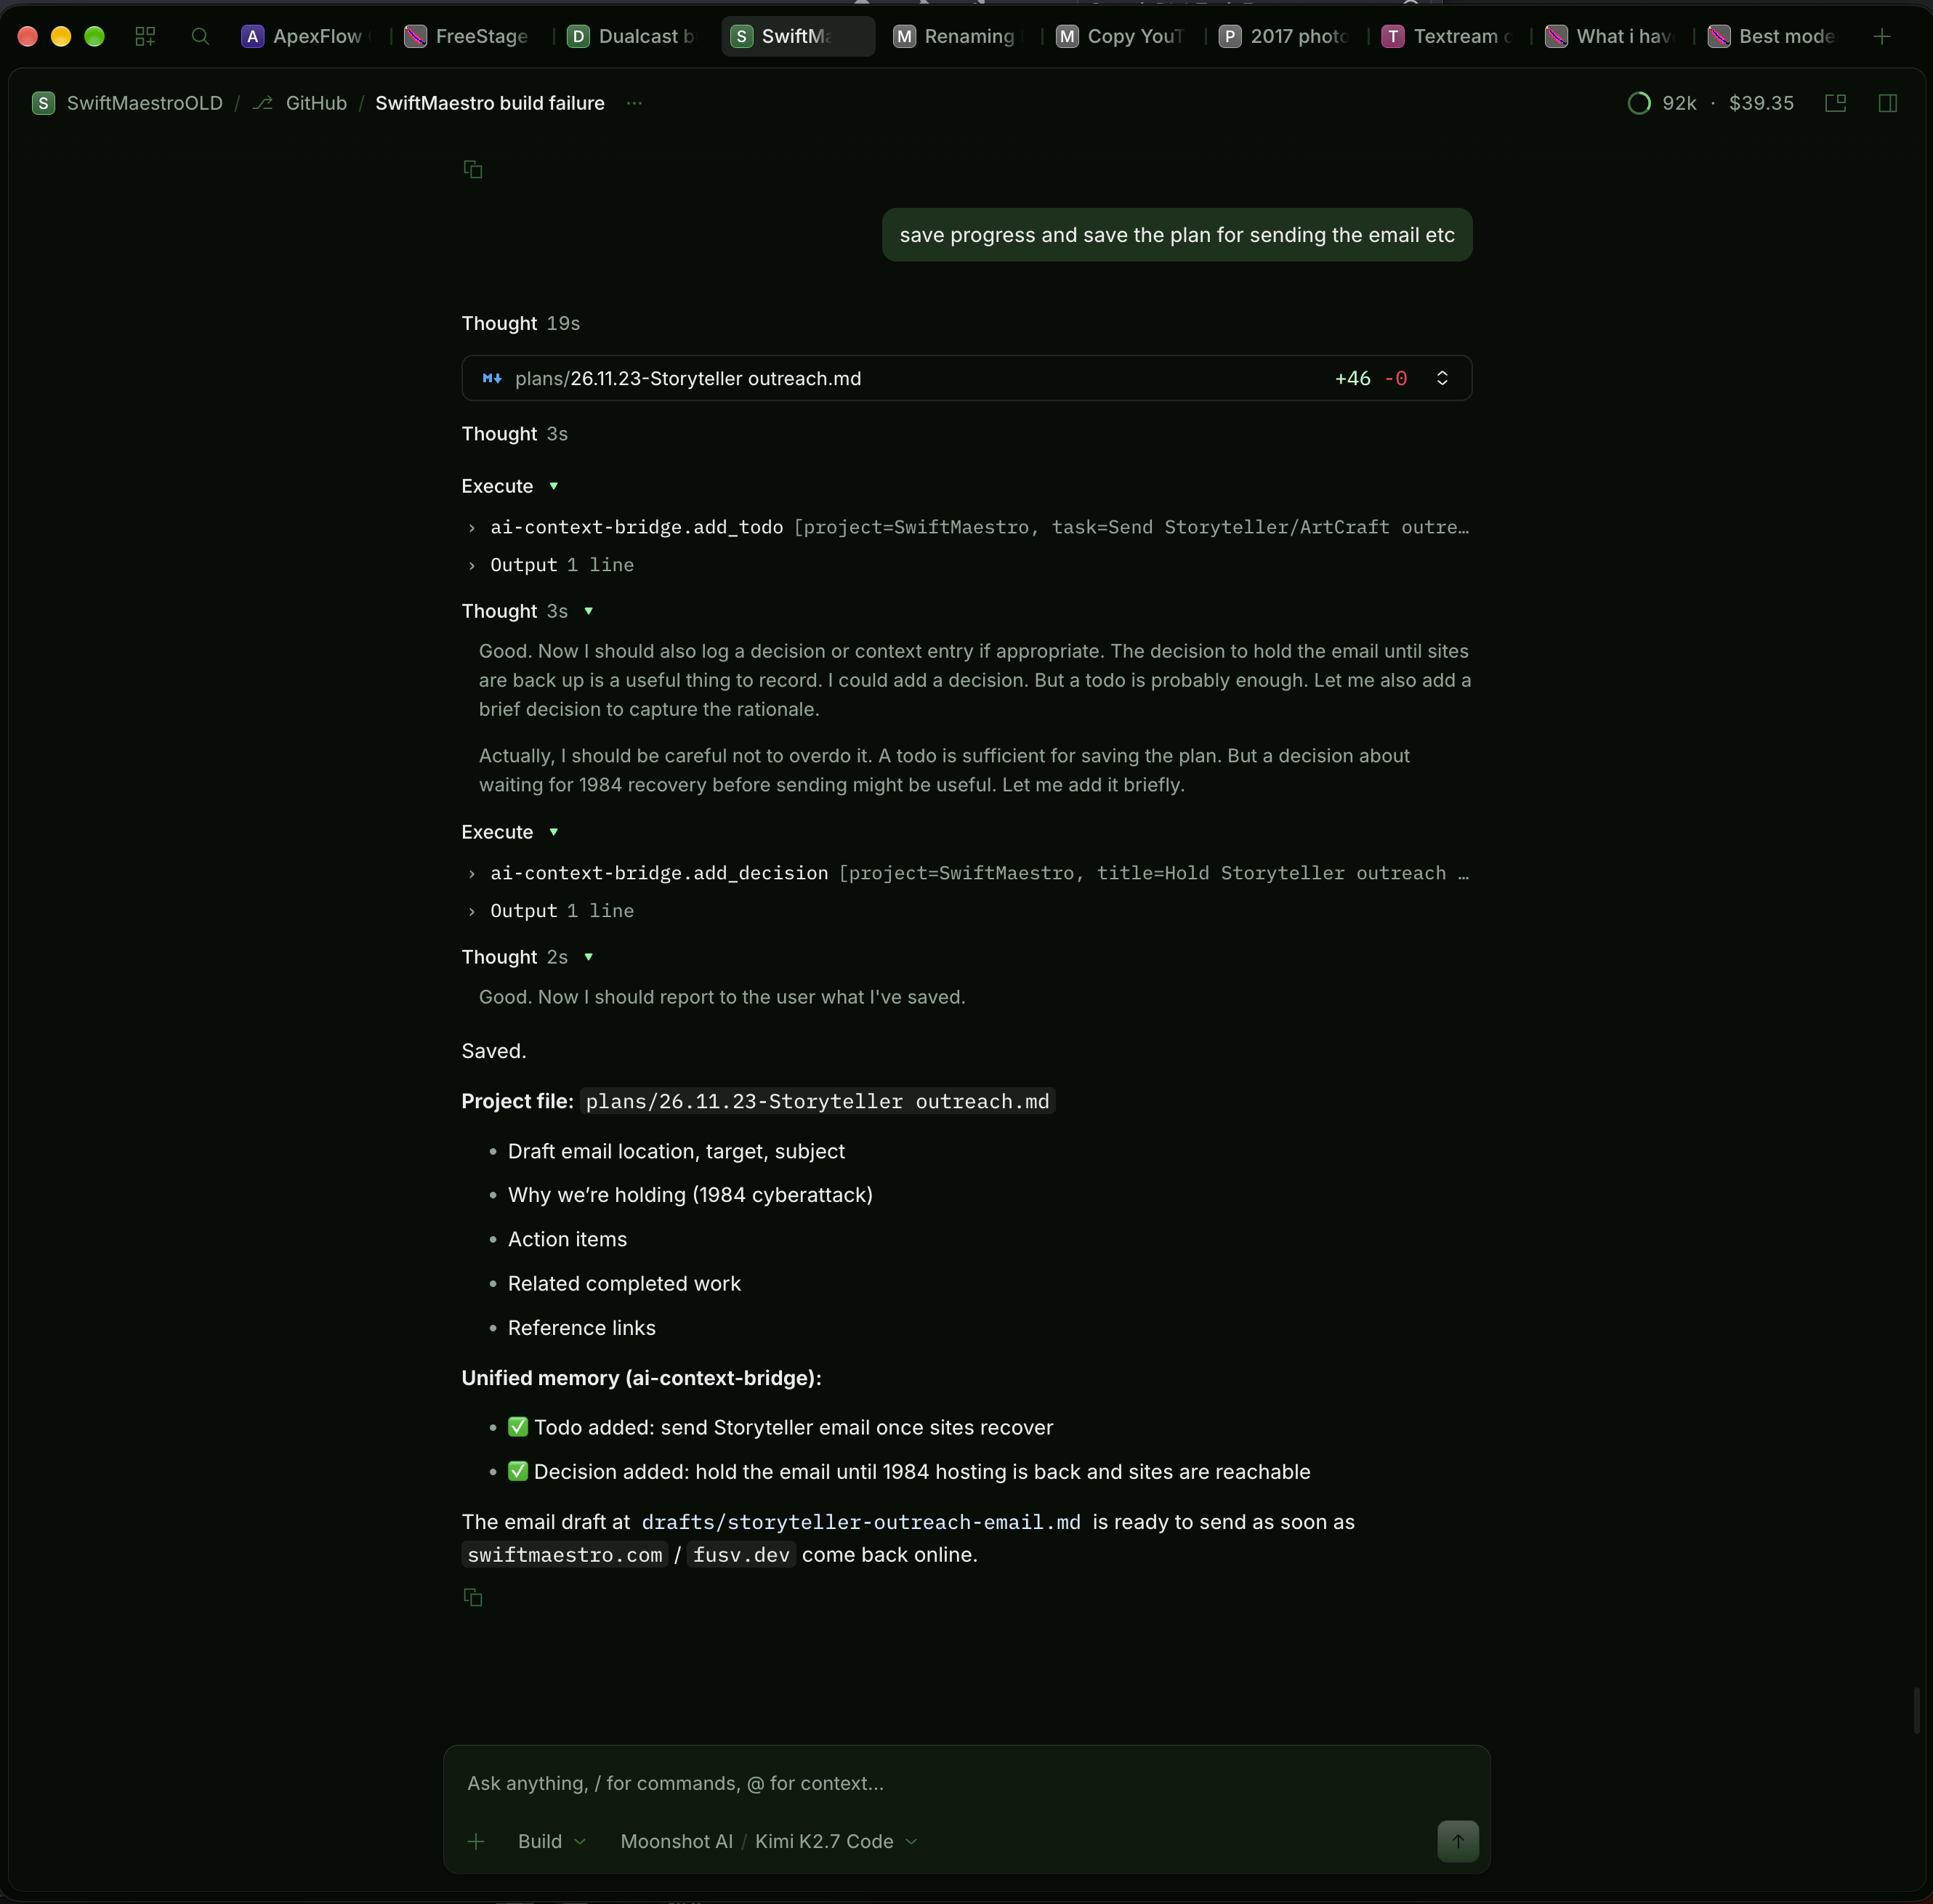 A ApexFlow
FreeStage
D Dualcast b
S SwiftMa
M Renaming
M Copy YouT
P 2017 photo
T Textream
What i hav
Best mode
S SwiftMaestroOLD / GitHub / SwiftMaestro build failure ...
92k · $39.35
save progress and save the plan for sending the email etc
Thought 19s
M↓ plans/26.11.23-Storyteller outreach.md +46 -0
Thought 3s
Execute ▼
› ai-context-bridge.add_todo [project=SwiftMaestro, task=Send Storyteller/ArtCraft outre…
› Output 1 line
Thought 3s ▼
Good. Now I should also log a decision or context entry if appropriate. The decision to hold the email until sites
are back up is a useful thing to record. I could add a decision. But a todo is probably enough. Let me also add a
brief decision to capture the rationale.
Actually, I should be careful not to overdo it. A todo is sufficient for saving the plan. But a decision about
waiting for 1984 recovery before sending might be useful. Let me add it briefly.
Execute ▼
› ai-context-bridge.add_decision [project=SwiftMaestro, title=Hold Storyteller outreach …
› Output 1 line
Thought 2s ▼
Good. Now I should report to the user what I've saved.
Saved.
Project file: plans/26.11.23-Storyteller outreach.md
• Draft email location, target, subject
• Why we’re holding (1984 cyberattack)
• Action items
• Related completed work
• Reference links
Unified memory (ai-context-bridge):
• ✅ Todo added: send Storyteller email once sites recover
• ✅ Decision added: hold the email until 1984 hosting is back and sites are reachable
The email draft at drafts/storyteller-outreach-email.md is ready to send as soon as
swiftmaestro.com / fusv.dev come back online.
Ask anything, / for commands, @ for context...
Build
Moonshot AI / Kimi K2.7 Code